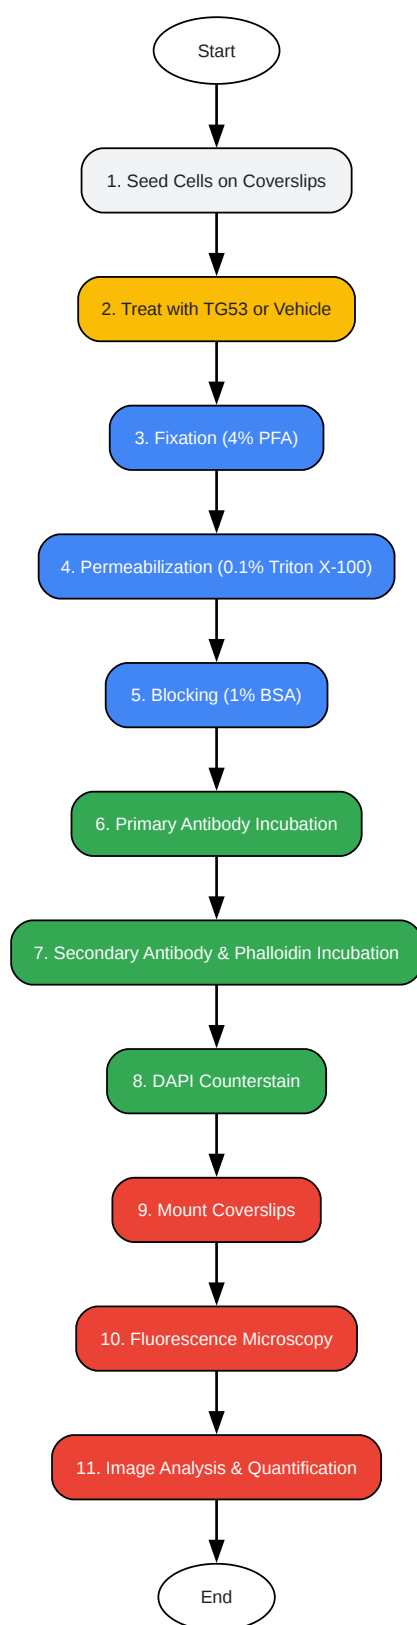 Start
1. Seed Cells on Coverslips
2. Treat with TG53 or Vehicle
3. Fixation (4% PFA)
4. Permeabilization (0.1% Triton X-100)
5. Blocking (1% BSA)
6. Primary Antibody Incubation
7. Secondary Antibody & Phalloidin Incubation
8. DAPI Counterstain
9. Mount Coverslips
10. Fluorescence Microscopy
11. Image Analysis & Quantification
End